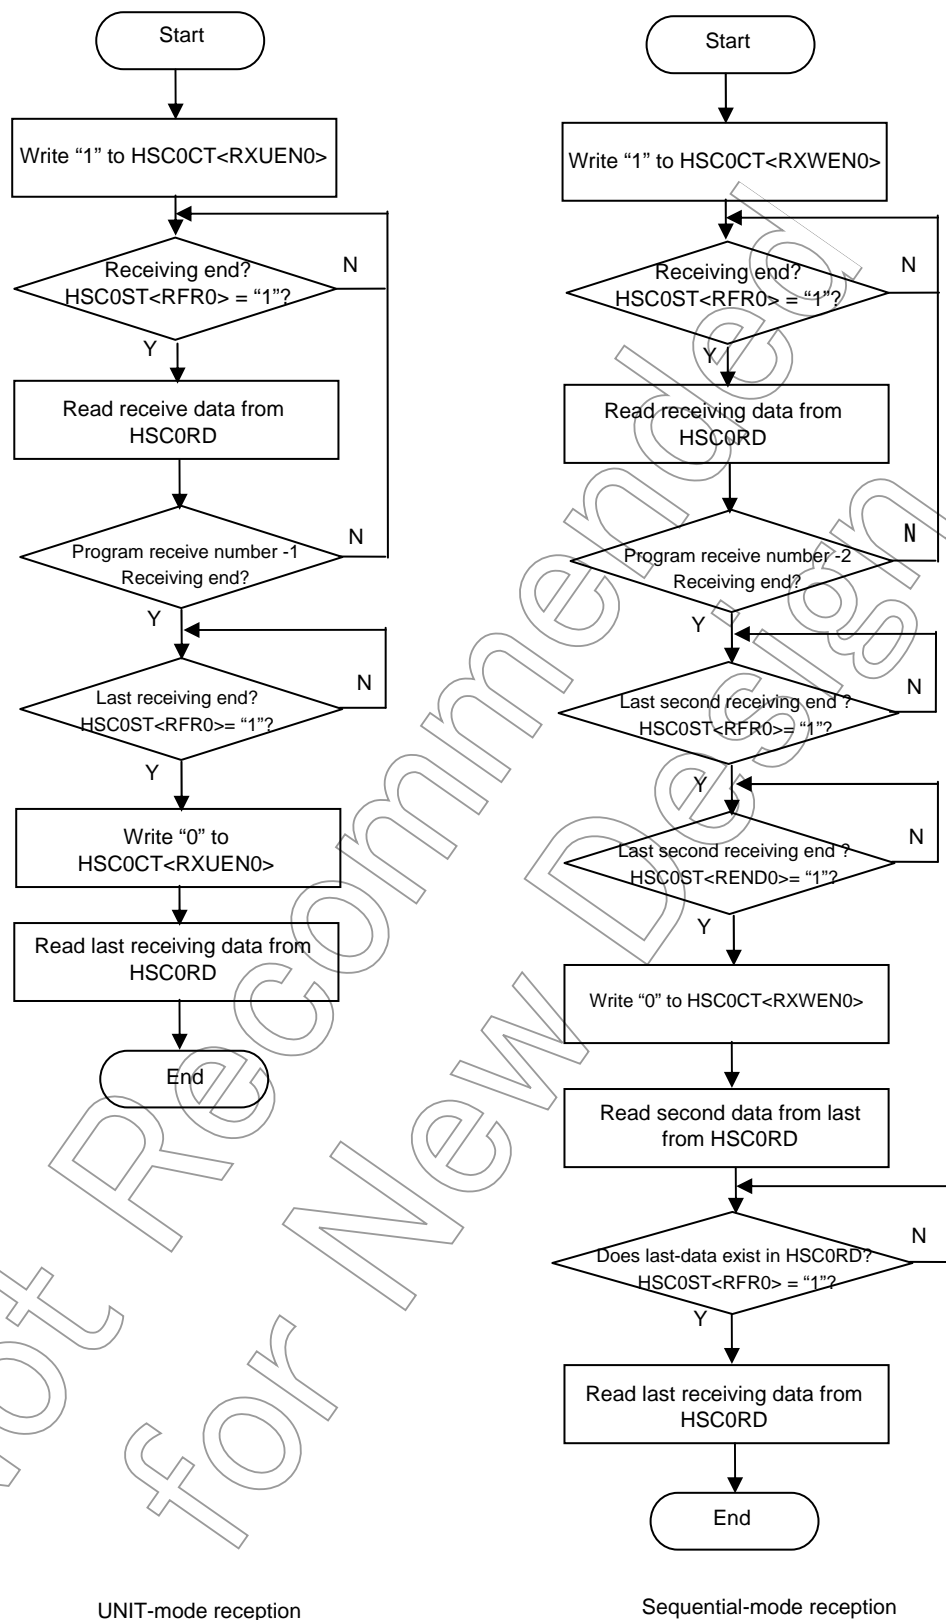 Start
Write “1” to HSC0CT<RXUEN0>
Receiving end?
HSC0ST<RFR0> = “1”?
N
Y
Read receive data from
HSC0RD
Program receive number -1
Receiving end?
N
Y
Last receiving end?
HSC0ST<RFR0>= “1”?
N
Y
Write “0” to
HSC0CT<RXUEN0>
Read last receiving data from
HSC0RD
End
UNIT-mode reception
Start
Write “1” to HSC0CT<RXWEN0>
Receiving end?
HSC0ST<RFR0> = “1”?
N
Y
Read receiving data from
HSC0RD
Program receive number -2
Receiving end?
N
Y
Last second receiving end ?
HSC0ST<RFR0>= “1”?
N
Y
Last second receiving end ?
HSC0ST<REND0>= “1”?
N
Y
Write “0” to HSC0CT<RXWEN0>
Read second data from last
from HSC0RD
Does last-data exist in HSC0RD?
HSC0ST<RFR0> = “1”?
N
Y
Read last receiving data from
HSC0RD
End
Sequential-mode reception
Not Recommended
for New Design